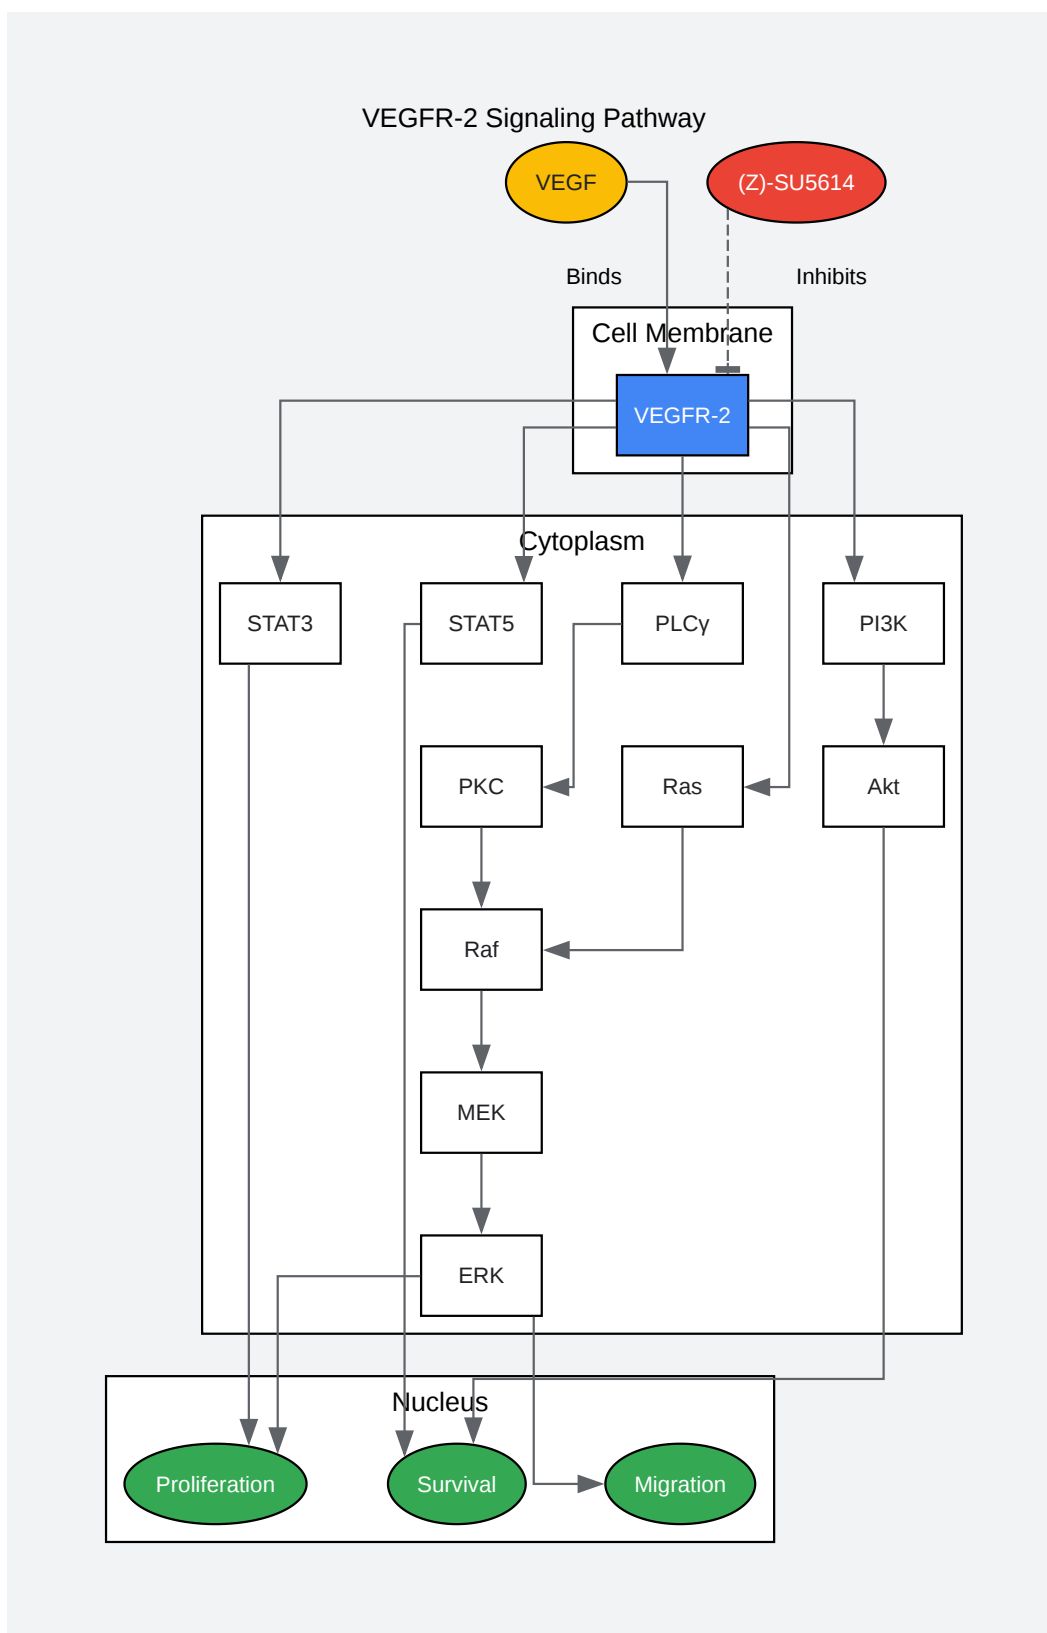 VEGFR-2 Signaling Pathway
VEGF
(Z)-SU5614
Binds
Inhibits
Cell Membrane
VEGFR-2
Cytoplasm
STAT3
STAT5
PLCγ
PI3K
PKC
Ras
Akt
Raf
MEK
ERK
Nucleus
Proliferation
Survival
Migration